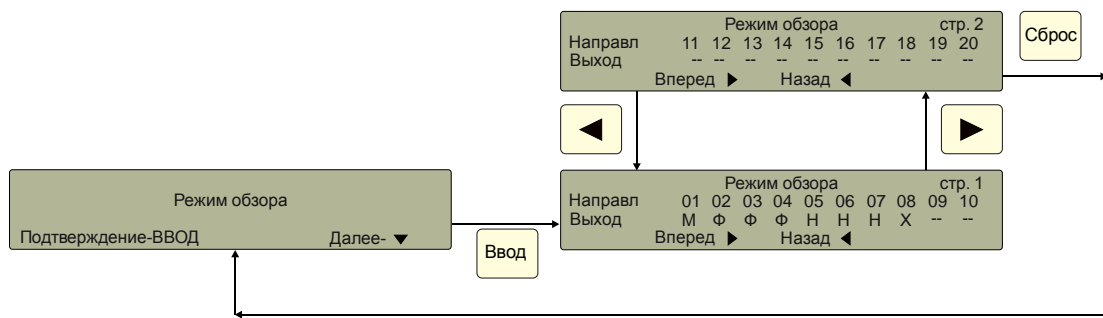 Режим обзора стр. 2
Направл 11 12 13 14 15 16 17 18 19 20
Выход -- -- -- -- -- -- -- -- -- --
Вперед ▶ Назад ◀
Сброс
◀
▶
Режим обзора
Подтверждение-ВВОД Далее- ▼
Ввод
Режим обзора стр. 1
Направл 01 02 03 04 05 06 07 08 09 10
Выход М Ф Ф Ф Н Н Н Х -- --
Вперед ▶ Назад ◀